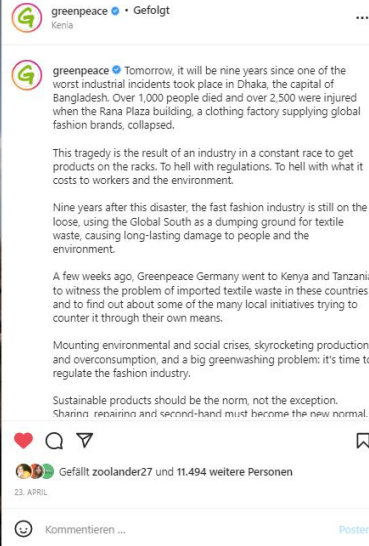 greenpeace • Gefolgt
Kenia
...
greenpeace Tomorrow, it will be nine years since one of the
worst industrial incidents took place in Dhaka, the capital of
Bangladesh. Over 1,000 people died and over 2,500 were injured
when the Rana Plaza building, a clothing factory supplying global
fashion brands, collapsed.
This tragedy is the result of an industry in a constant race to get
products on the racks. To hell with regulations. To hell with what it
costs to workers and the environment.
Nine years after this disaster, the fast fashion industry is still on the
loose, using the Global South as a dumping ground for textile
waste, causing long-lasting damage to people and the
environment.
A few weeks ago, Greenpeace Germany went to Kenya and Tanzania
to witness the problem of imported textile waste in these countries
and to find out about some of the many local initiatives trying to
counter it through their own means.
Mounting environmental and social crises, skyrocketing production
and overconsumption, and a big greenwashing problem: it's time to
regulate the fashion industry.
Sustainable products should be the norm, not the exception.
Sharing, repairing and second-hand must become the new normal.
Gefällt zoolander27 und 11.494 weitere Personen
23. APRIL
Kommentieren ...
Posten